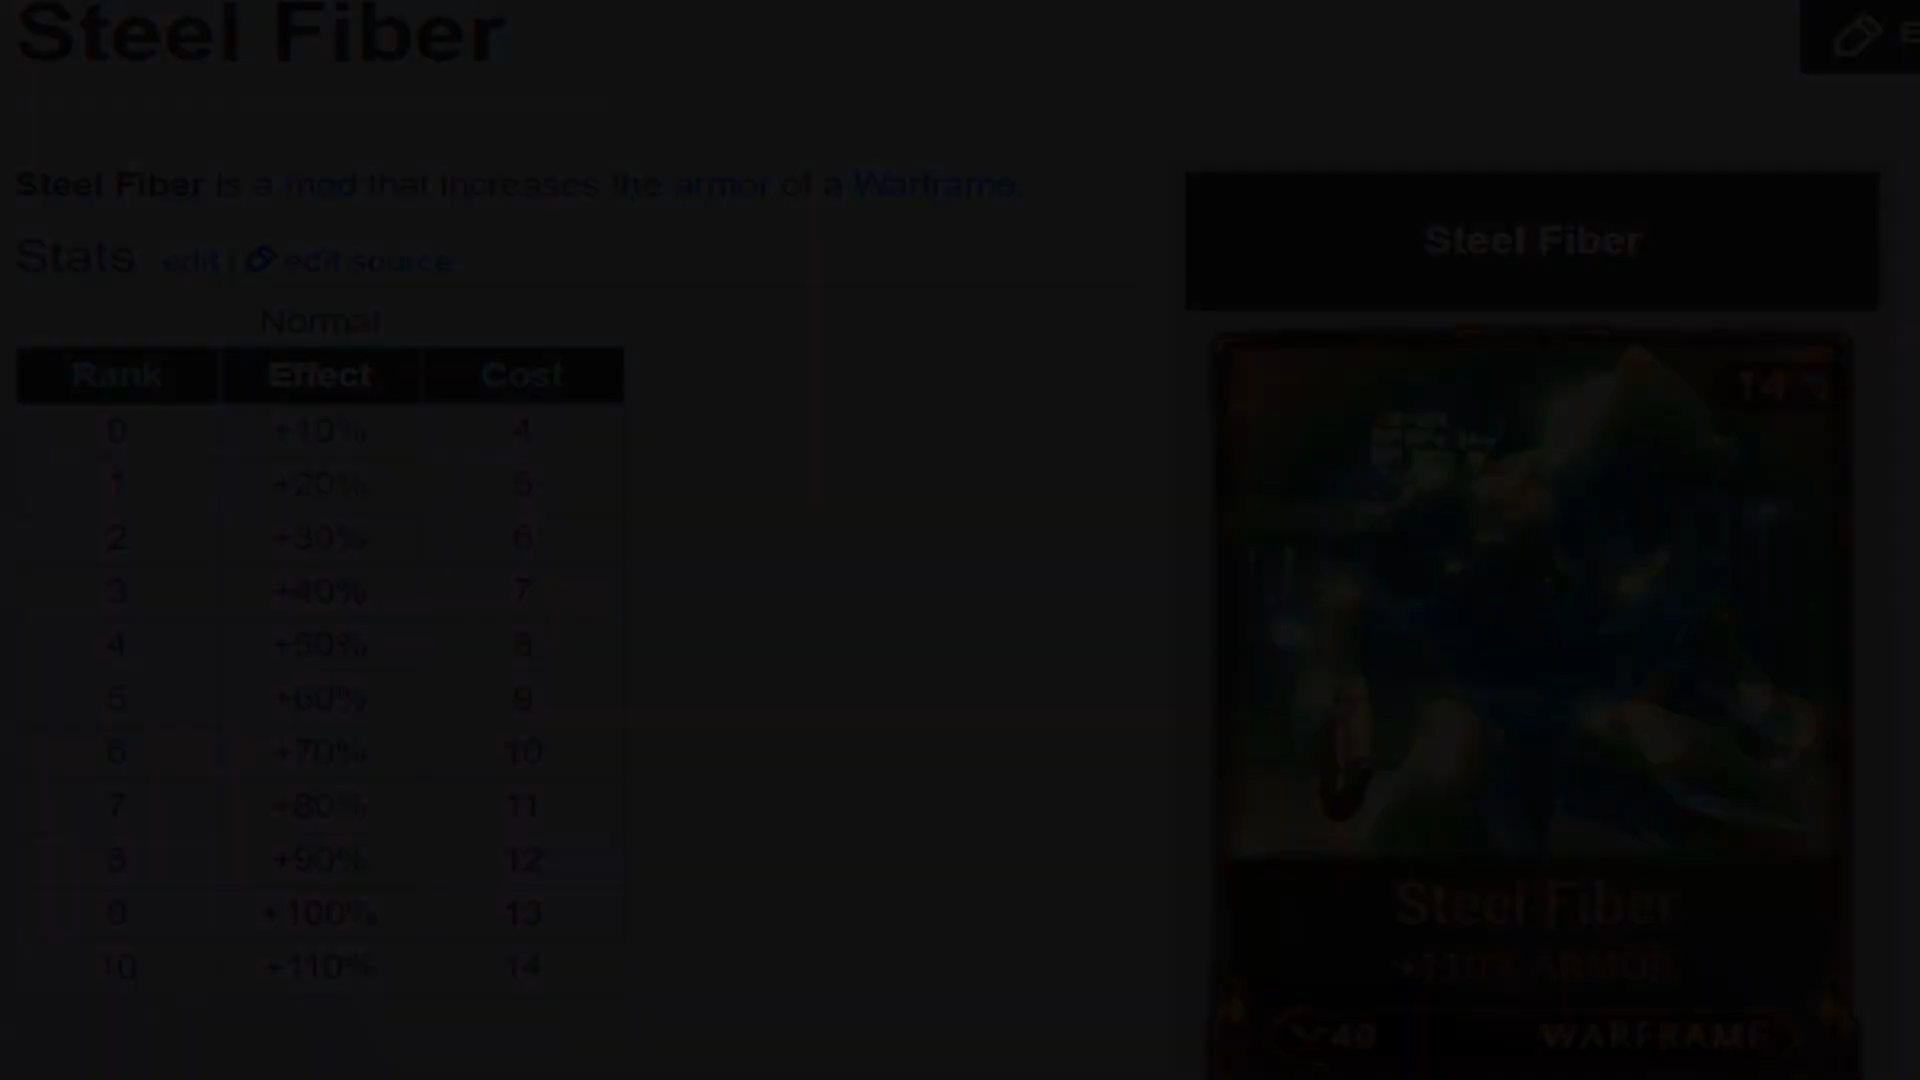 Steel Fiber
Steel Fiber is a mod that increases the armor of a Warframe.
Stats edit | edit source
Normal
Rank Effect Cost
0 +10% 4
1 +20% 5
2 +30% 6
3 +40% 7
4 +50% 8
5 +60% 9
6 +70% 10
7 +80% 11
8 +90% 12
9 +100% 13
10 +110% 14
Steel Fiber
14
Steel Fiber
+110% ARMOR
40 WARFRAME